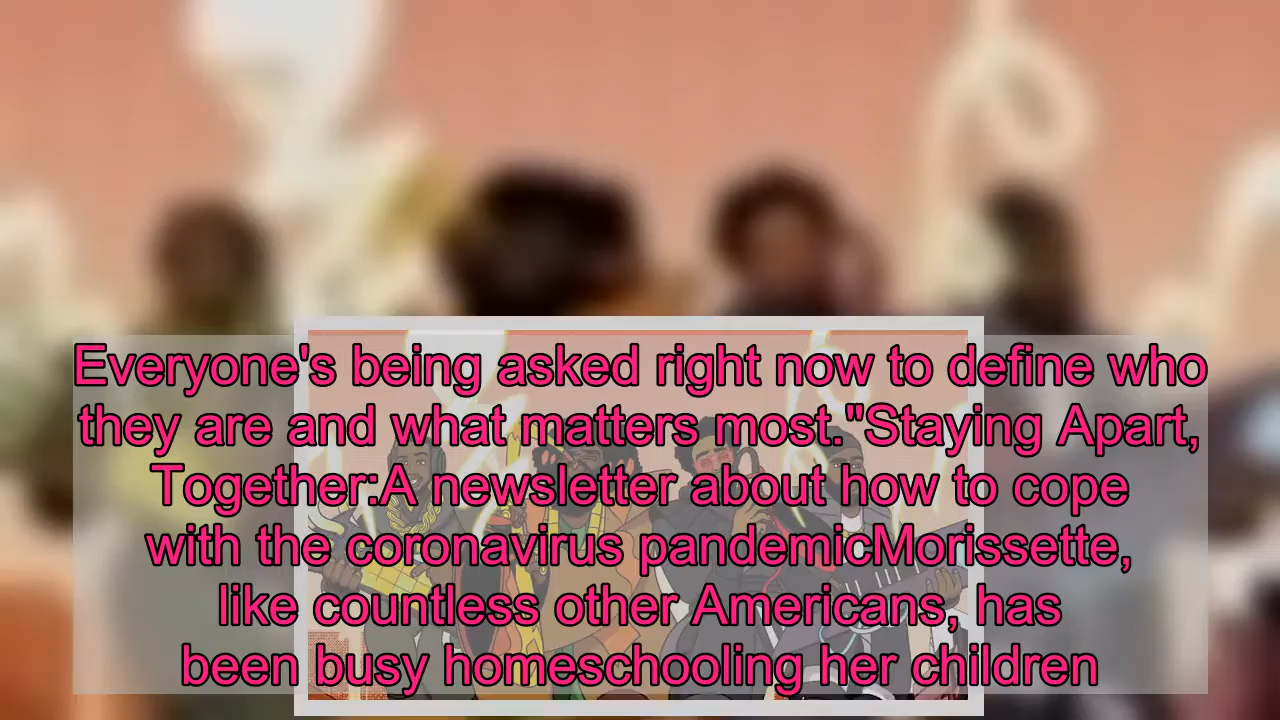 Everyone's being asked right now to define who
they are and what matters most."Staying Apart,
Together:A newsletter about how to cope
with the coronavirus pandemicMorissette,
like countless other Americans, has
been busy homeschooling her children